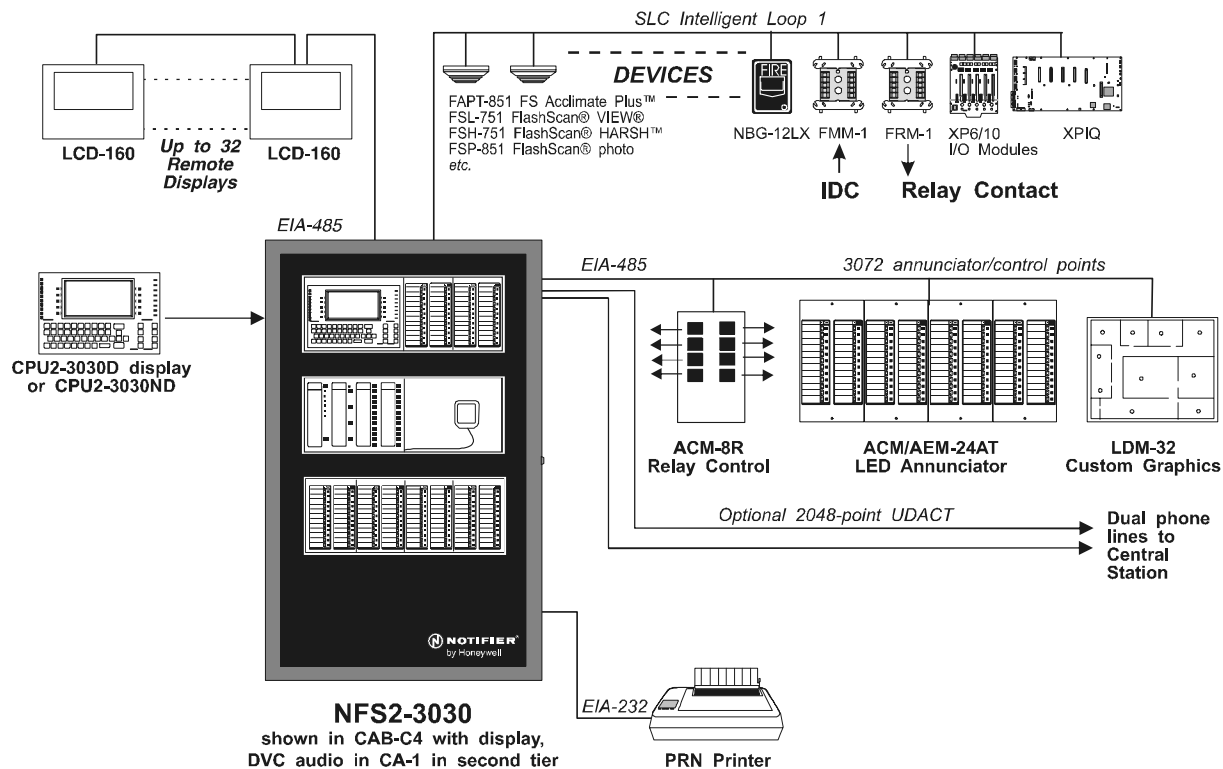 SLC Intelligent Loop 1
LCD-160
Up to 32
Remote
Displays
LCD-160
DEVICES
FAPT-851 FS Acclimate Plus™
FSL-751 FlashScan® VIEW®
FSH-751 FlashScan® HARSH™
FSP-851 FlashScan® photo
etc.
FIRE
NBG-12LX
FMM-1
FRM-1
XP6/10
I/O Modules
XPIQ
IDC
Relay Contact
EIA-485
EIA-485
3072 annunciator/control points
CPU2-3030D display
or CPU2-3030ND
ACM-8R
Relay Control
ACM/AEM-24AT
LED Annunciator
LDM-32
Custom Graphics
Optional 2048-point UDACT
Dual phone
lines to
Central
Station
N NOTIFIER®
by Honeywell
EIA-232
NFS2-3030
shown in CAB-C4 with display,
DVC audio in CA-1 in second tier
PRN Printer